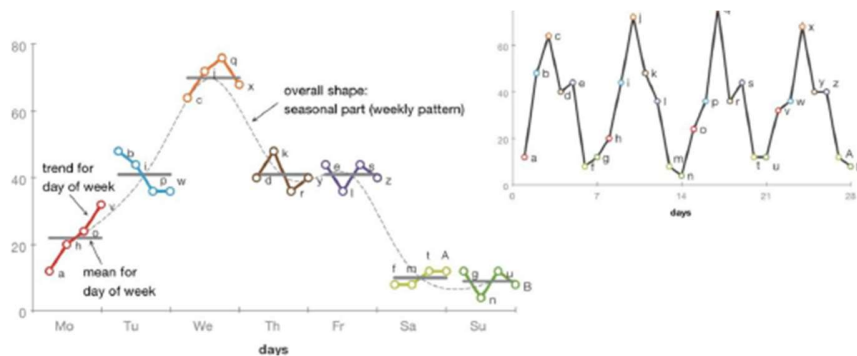 80
60
40
20
0
q
i
x
c
overall shape:
seasonal part (weekly pattern)
b
i
p
w
k
d
r
y
e
s
l
z
trend for
day of week
v
o
h
a
mean for
day of week
f
m
t
A
g
u
n
B
Mo
Tu
We
Th
Fr
Sa
Su
days
60
40
20
0
j
q
x
c
b
d
e
i
k
l
p
r
s
v
w
y
z
a
f
g
h
m
n
o
t
u
A
0
7
14
21
28
days